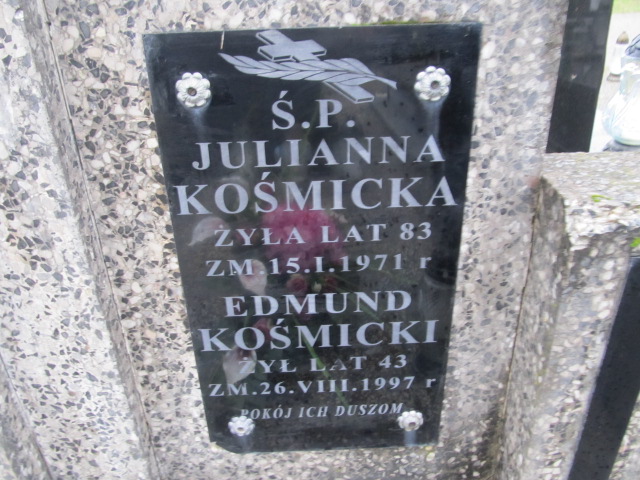 Ś.P.
JULIANNA
KOŚMICKA
ŻYŁA LAT 83
ZM.15.I.1971 r
EDMUND
KOŚMICKI
ŻYŁ LAT 43
ZM.26.VIII.1997 r
POKÓJ ICH DUSZOM